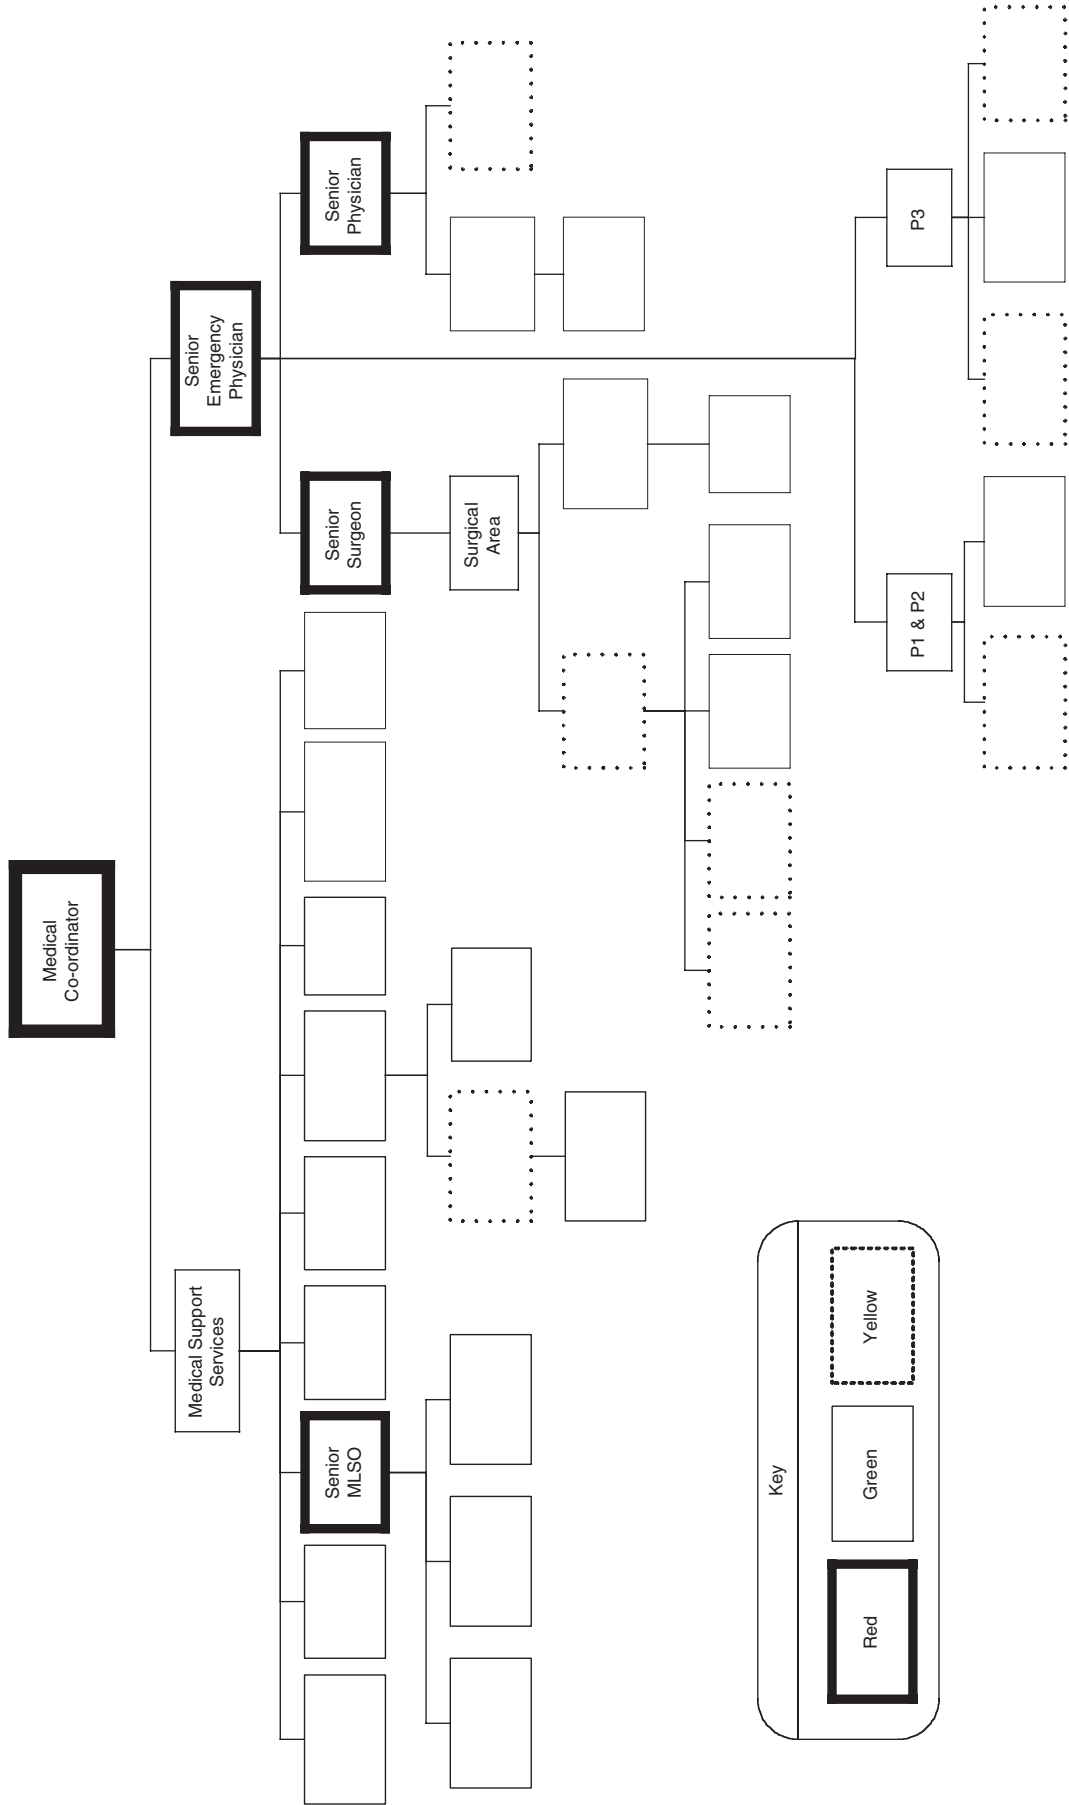 Medical
Co-ordinator
Medical Support
Services
Senior
Emergency
Physician
Senior
MLSO
Senior
Surgeon
Senior
Physician
Surgical
Area
P1 & P2
P3
Key
Red
Green
Yellow